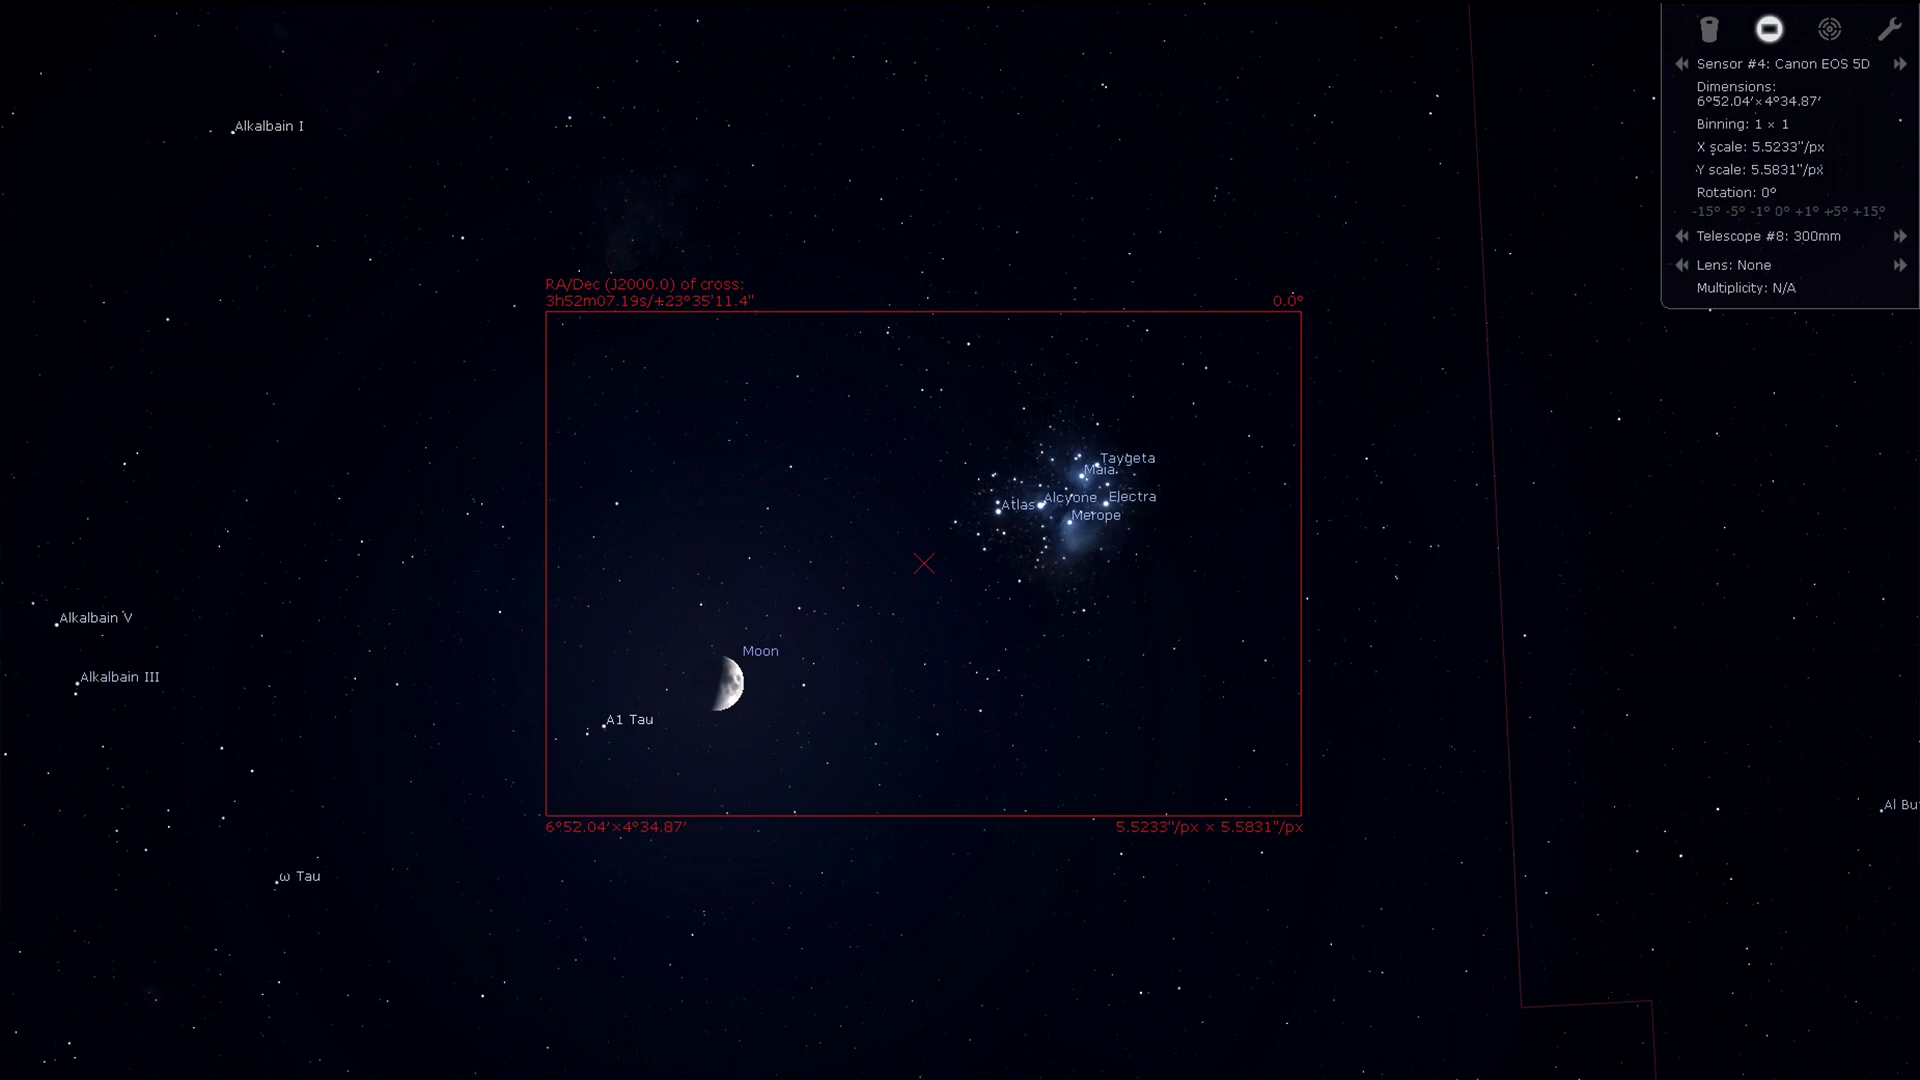 Sensor #4: Canon EOS 5D
Dimensions:
6°52.04'×4°34.87'
Binning: 1 × 1
X scale: 5.5233"/px
Y scale: 5.5831"/px
Rotation: 0°
-15° -5° -1° 0° +1° +5° +15°
Telescope #8: 300mm
Lens: None
Multiplicity: N/A
Alkalbain I
RA/Dec (J2000.0) of cross:
3h52m07.19s/+23°35'11.4"
0.0°
Taygeta
Maia
Alcyone
Electra
Atlas
Merope
Alkalbain V
Moon
Alkalbain III
A1 Tau
Al Bu
6°52.04'×4°34.87'
5.5233"/px × 5.5831"/px
ω Tau